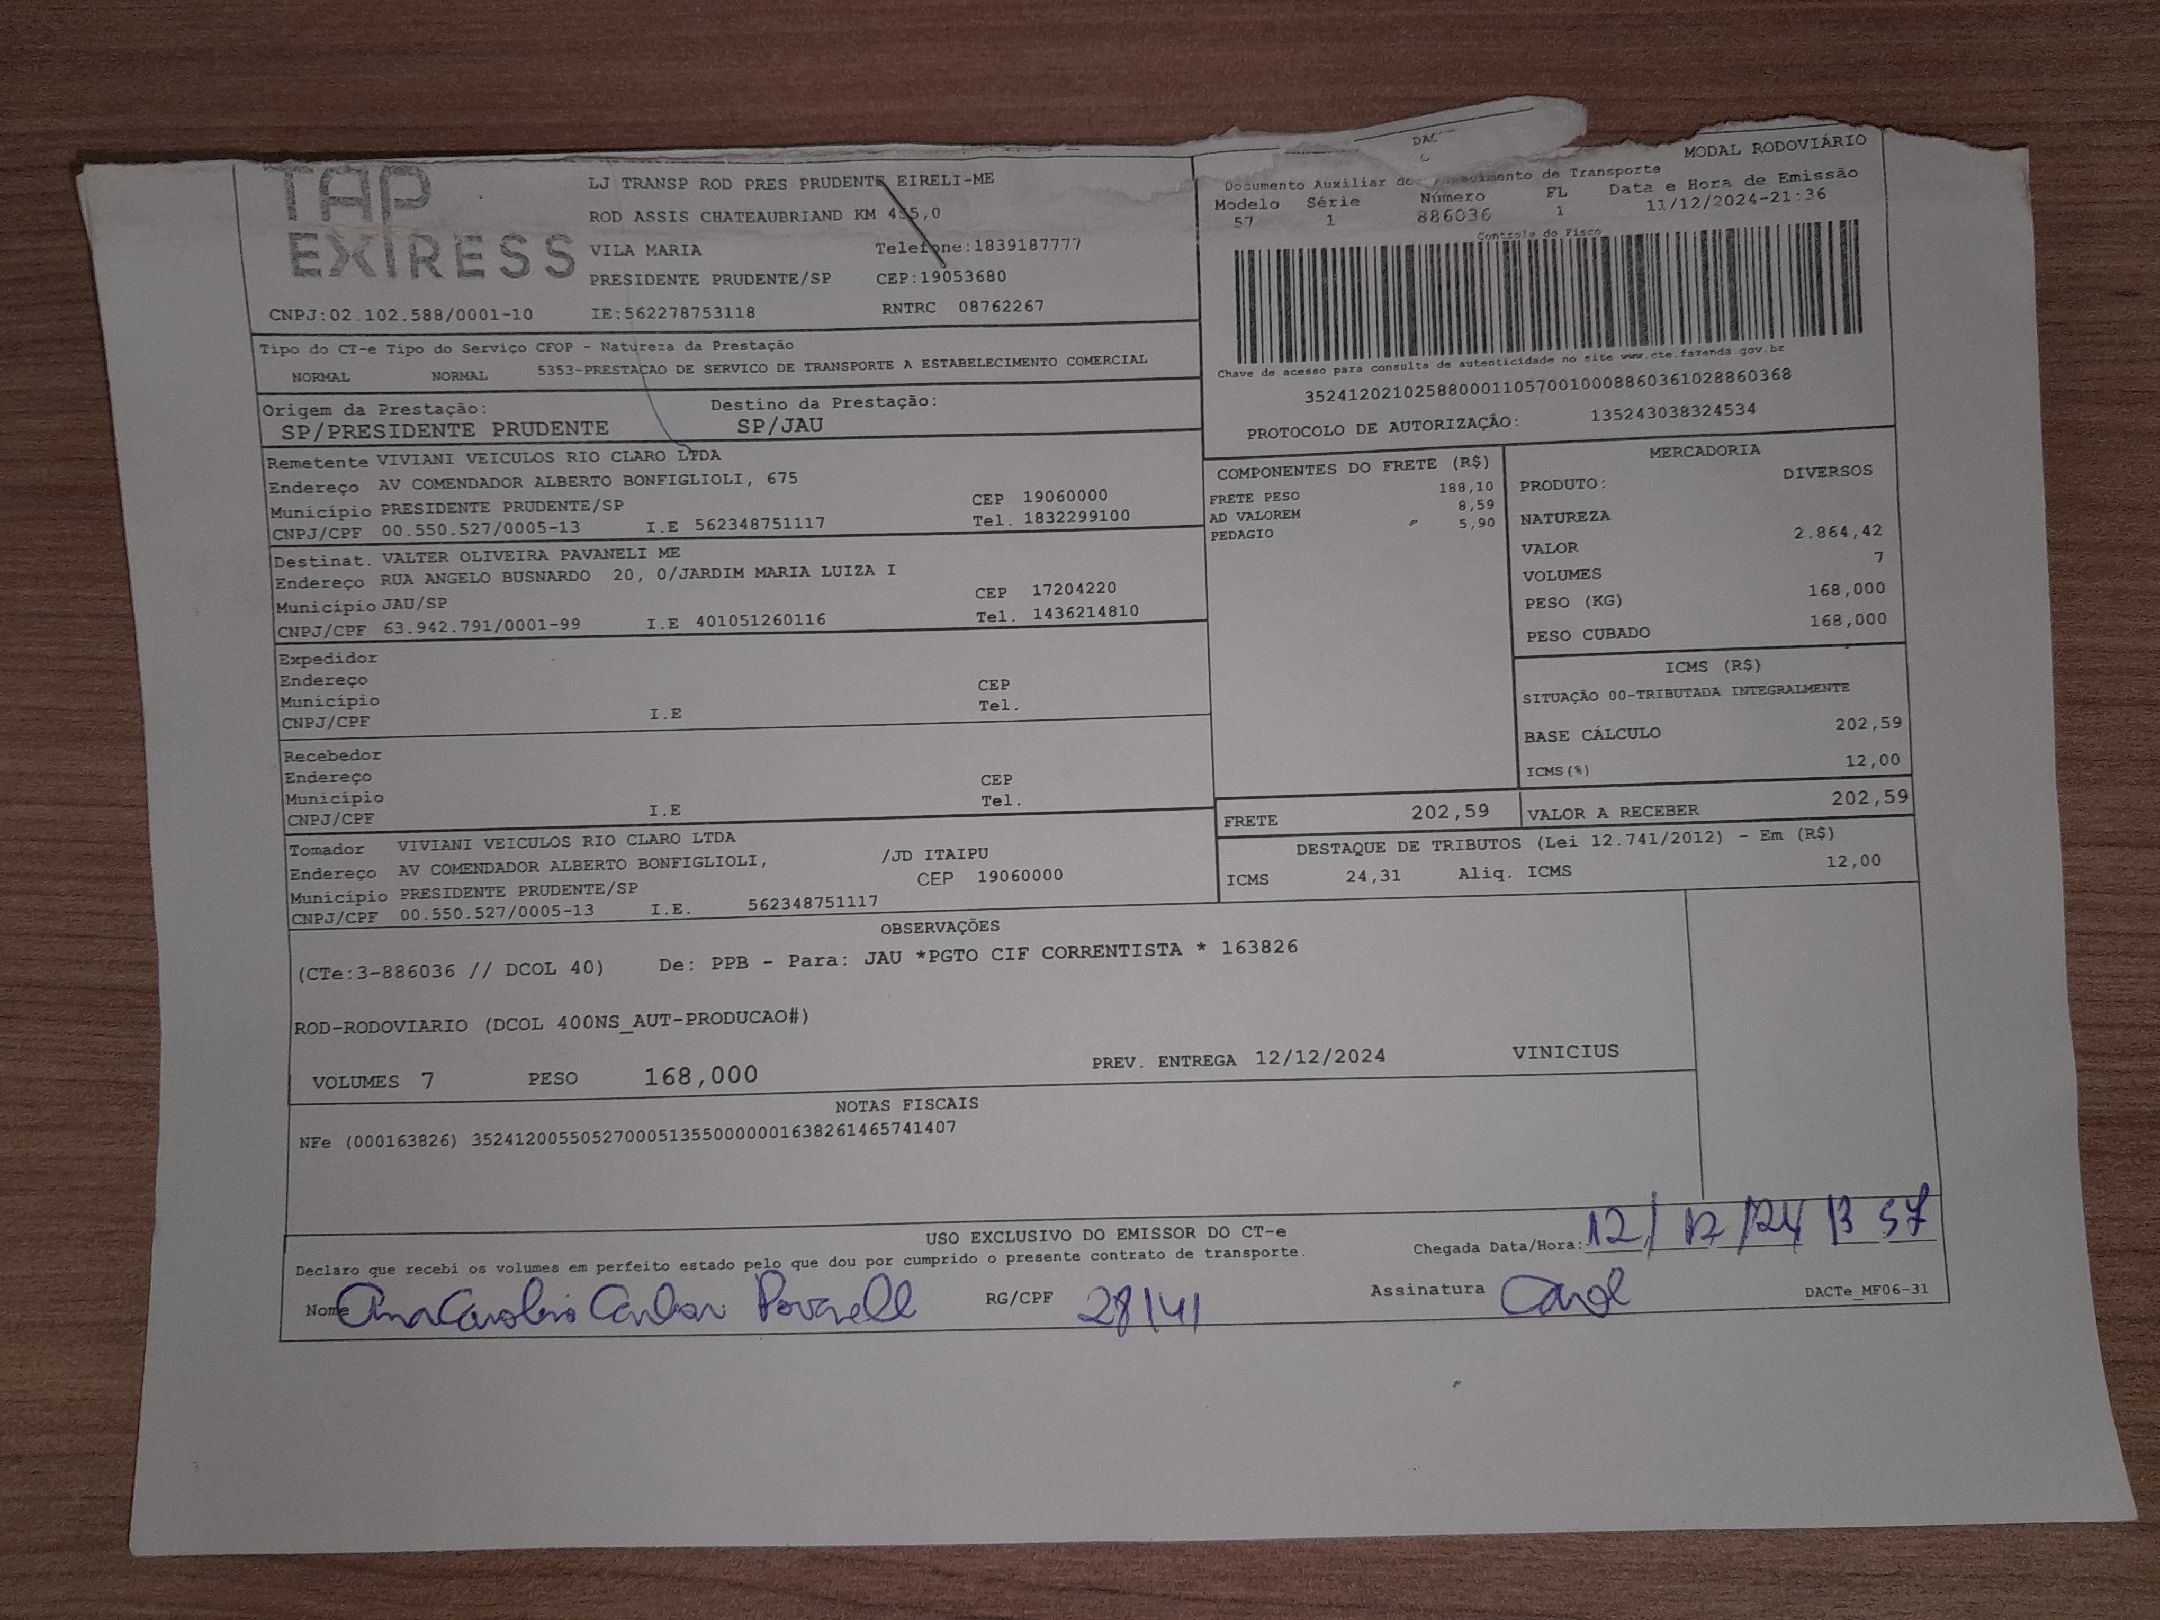 TAP
EXIRESS
LJ TRANSP ROD PRES PRUDENTE EIRELI-ME
ROD ASSIS CHATEAUBRIAND KM 455,0
VILA MARIA Telefone:1839187777
PRESIDENTE PRUDENTE/SP CEP:19053680
CNPJ:02.102.588/0001-10 IE:562278753118 RNTRC 08762267
MODAL RODOVIÁRIO
Documento Auxiliar de Transporte
Modelo Série Número FL Data e Hora de Emissão
57 1 886036 1 11/12/2024-21:36
Controle do Fisco
Chave de acesso para consulta de autenticidade no site www.cte.fazenda.gov.br
35241202102588000110570010008860361028860368
PROTOCOLO DE AUTORIZAÇÃO: 135243038324534
Tipo do CT-e Tipo do Serviço CFOP - Natureza da Prestação
NORMAL NORMAL 5353-PRESTACAO DE SERVICO DE TRANSPORTE A ESTABELECIMENTO COMERCIAL
Origem da Prestação: Destino da Prestação:
SP/PRESIDENTE PRUDENTE SP/JAU
Remetente VIVIANI VEICULOS RIO CLARO LTDA
Endereço AV COMENDADOR ALBERTO BONFIGLIOLI, 675
Município PRESIDENTE PRUDENTE/SP CEP 19060000
CNPJ/CPF 00.550.527/0005-13 I.E 562348751117 Tel. 1832299100
Destinat. VALTER OLIVEIRA PAVANELI ME
Endereço RUA ANGELO BUSNARDO 20, 0/JARDIM MARIA LUIZA I
Município JAU/SP CEP 17204220
CNPJ/CPF 63.942.791/0001-99 I.E 401051260116 Tel. 1436214810
Expedidor
Endereço
Município CEP
CNPJ/CPF I.E Tel.
Recebedor
Endereço
Município CEP
CNPJ/CPF I.E Tel.
Tomador VIVIANI VEICULOS RIO CLARO LTDA
Endereço AV COMENDADOR ALBERTO BONFIGLIOLI, /JD ITAIPU
Município PRESIDENTE PRUDENTE/SP CEP 19060000
CNPJ/CPF 00.550.527/0005-13 I.E. 562348751117
COMPONENTES DO FRETE (R$)
FRETE PESO 188,10
AD VALOREM 8,59
PEDAGIO 5,90
MERCADORIA
PRODUTO: DIVERSOS
NATUREZA
VALOR 2.864,42
VOLUMES 7
PESO (KG) 168,000
PESO CUBADO 168,000
ICMS (R$)
SITUAÇÃO 00-TRIBUTADA INTEGRALMENTE
BASE CÁLCULO 202,59
ICMS(%) 12,00
FRETE 202,59 VALOR A RECEBER 202,59
DESTAQUE DE TRIBUTOS (Lei 12.741/2012) - Em (R$)
ICMS 24,31 Aliq. ICMS 12,00
OBSERVAÇÕES
(CTe:3-886036 // DCOL 40) De: PPB - Para: JAU *PGTO CIF CORRENTISTA * 163826
ROD-RODOVIARIO (DCOL 400NS_AUT-PRODUCAO#)
VOLUMES 7 PESO 168,000 PREV. ENTREGA 12/12/2024 VINICIUS
NOTAS FISCAIS
NFe (000163826) 35241200550527000513550000001638261465741407
USO EXCLUSIVO DO EMISSOR DO CT-e
Declaro que recebi os volumes em perfeito estado pelo que dou por cumprido o presente contrato de transporte. Chegada Data/Hora: 12/12/24 13 57
Nome Ana RG/CPF Assinatura Carol DACTe_MF06-31